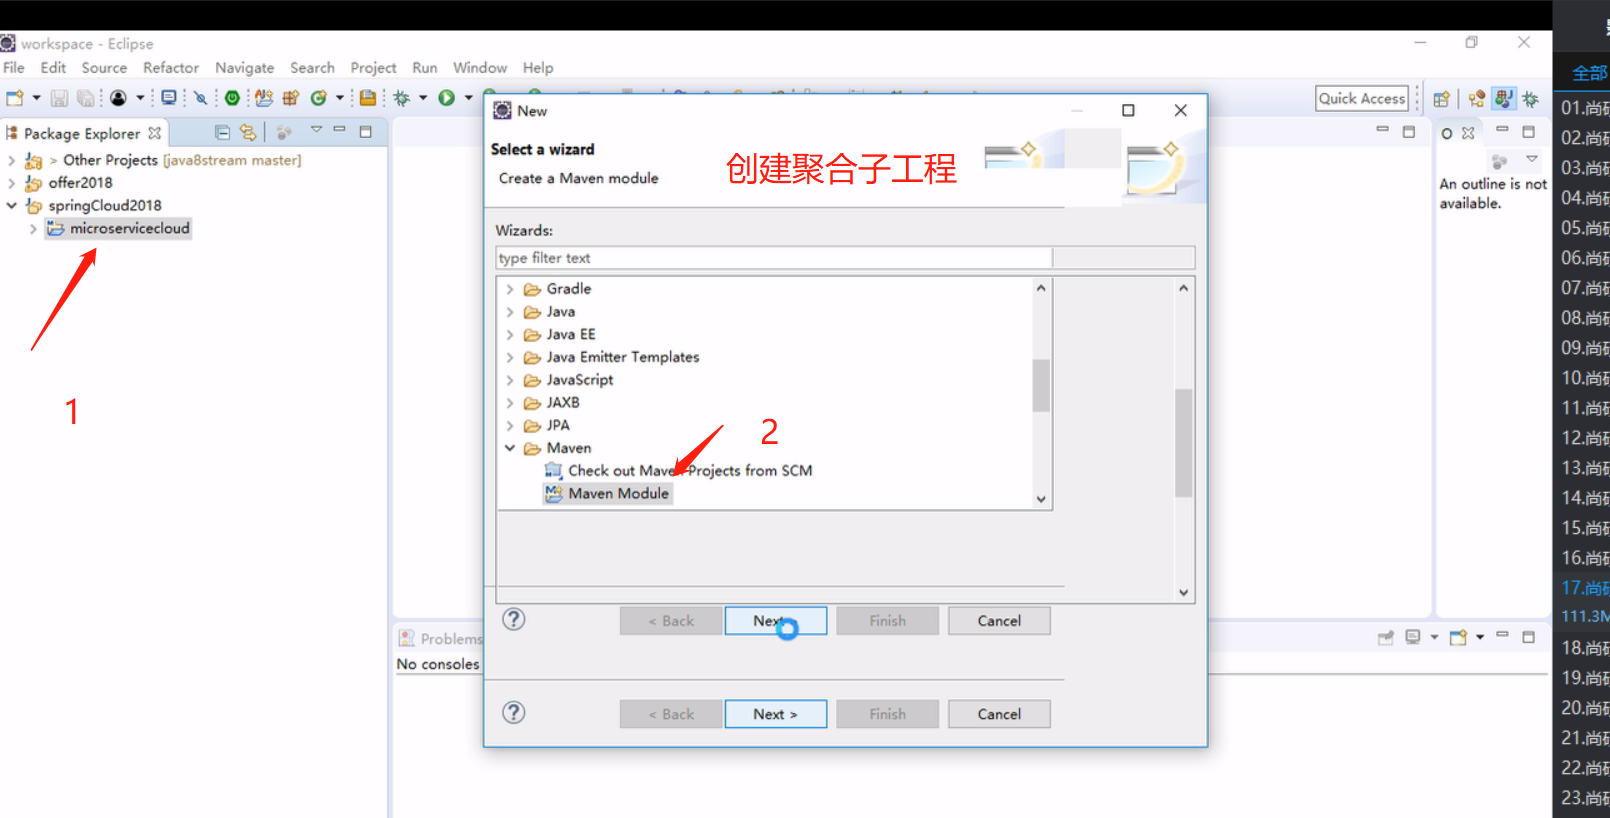 workspace - Eclipse
File Edit Source Refactor Navigate Search Project Run Window Help
Quick Access
Package Explorer
> Other Projects [java8stream master]
offer2018
springCloud2018
microservicecloud
1
New
Select a wizard
Create a Maven module
创建聚合子工程
Wizards:
type filter text
Gradle
Java
Java EE
Java Emitter Templates
JavaScript
JAXB
JPA
Maven
2
Check out Maven Projects from SCM
Maven Module
< Back Next > Finish Cancel
< Back Next > Finish Cancel
Problems
No consoles
An outline is not
available.
全部
01.尚
02.尚
03.尚
04.尚
05.尚
06.尚
07.尚
08.尚
09.尚
10.尚
11.尚
12.尚
13.尚
14.尚
15.尚
16.尚
17.尚
111.3M
18.尚
19.尚
20.尚
21.尚
22.尚
23.尚